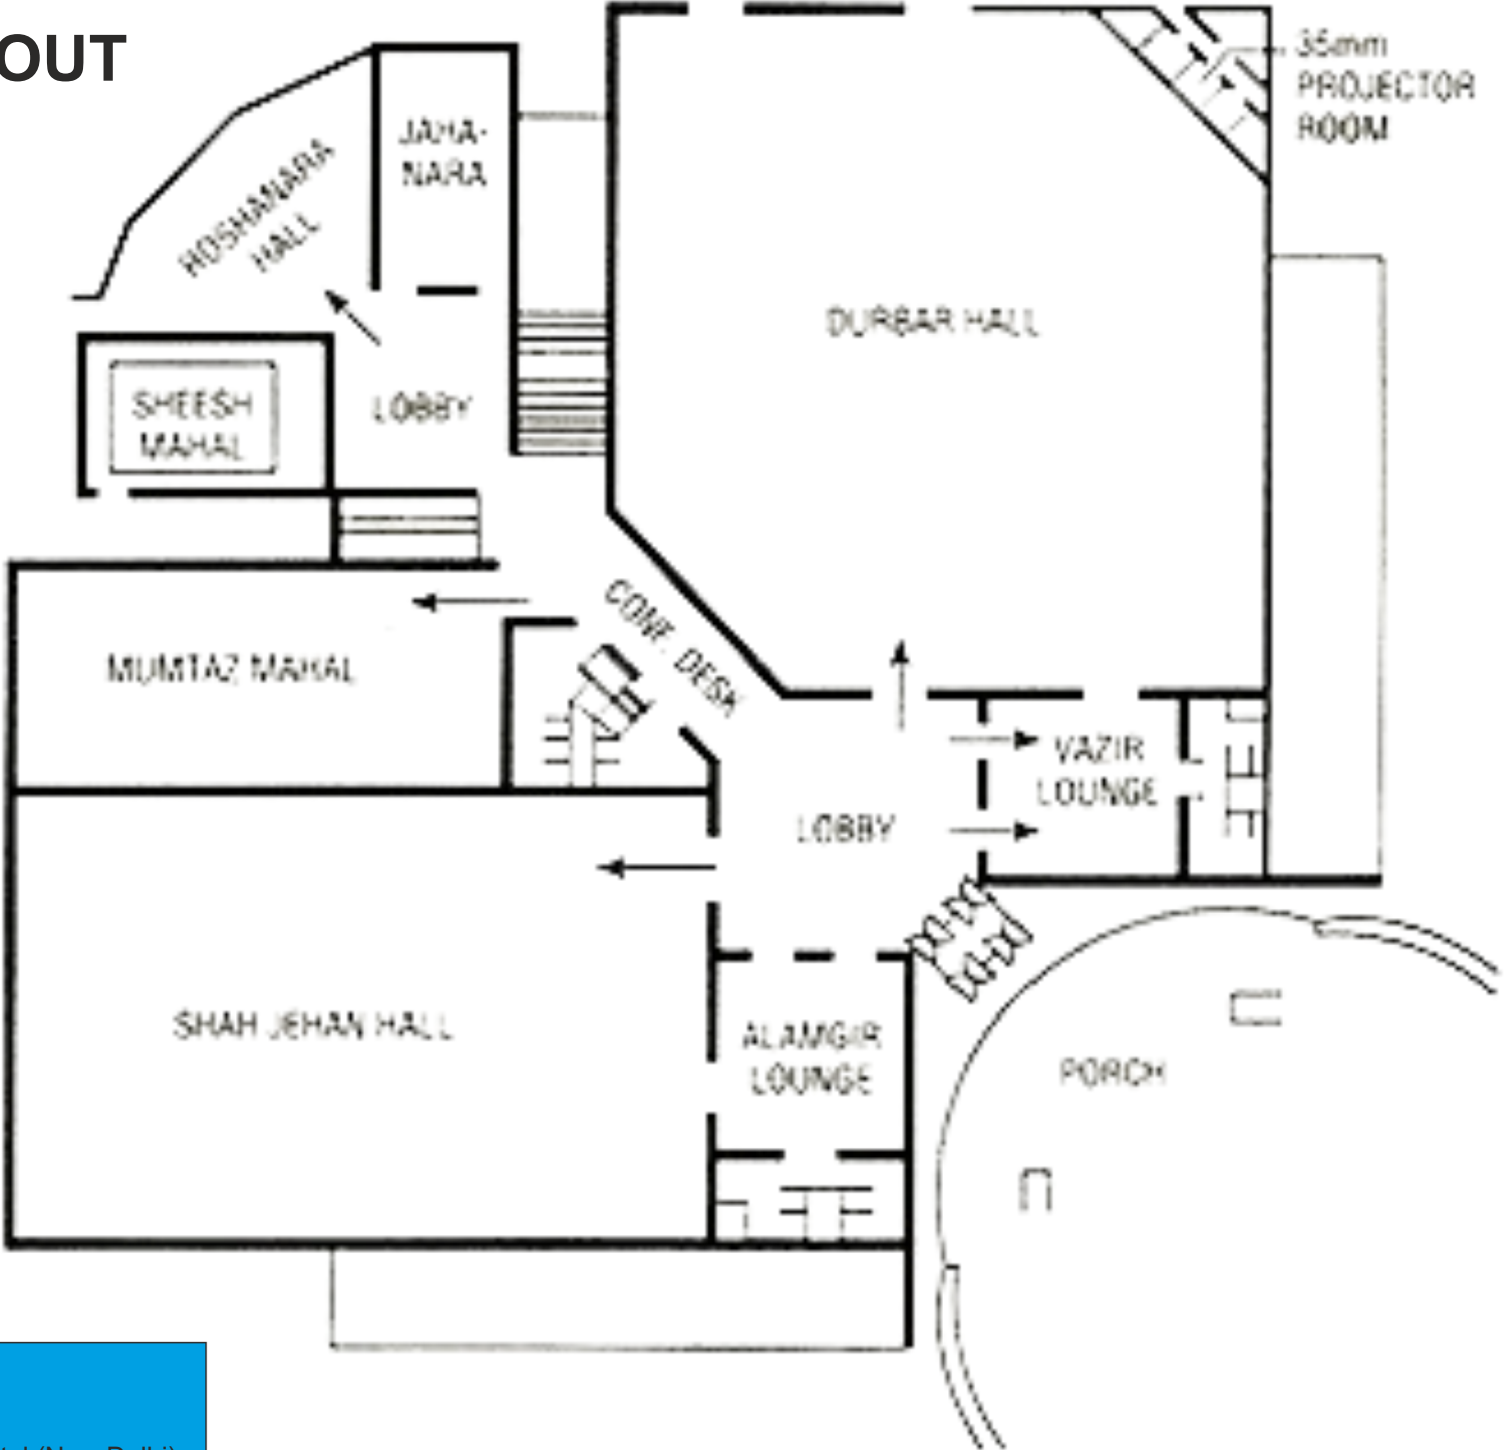 OUT
35mm
PROJECTOR
ROOM
JAHA-
NARA
ROSHANARA
HALL
DURBAR HALL
SHEESH
MAHAL
LOBBY
CONF. DESK
MUMTAZ MAHAL
VAZIR
LOUNGE
LOBBY
SHAH JEHAN HALL
ALAMGIR
LOUNGE
PORCH